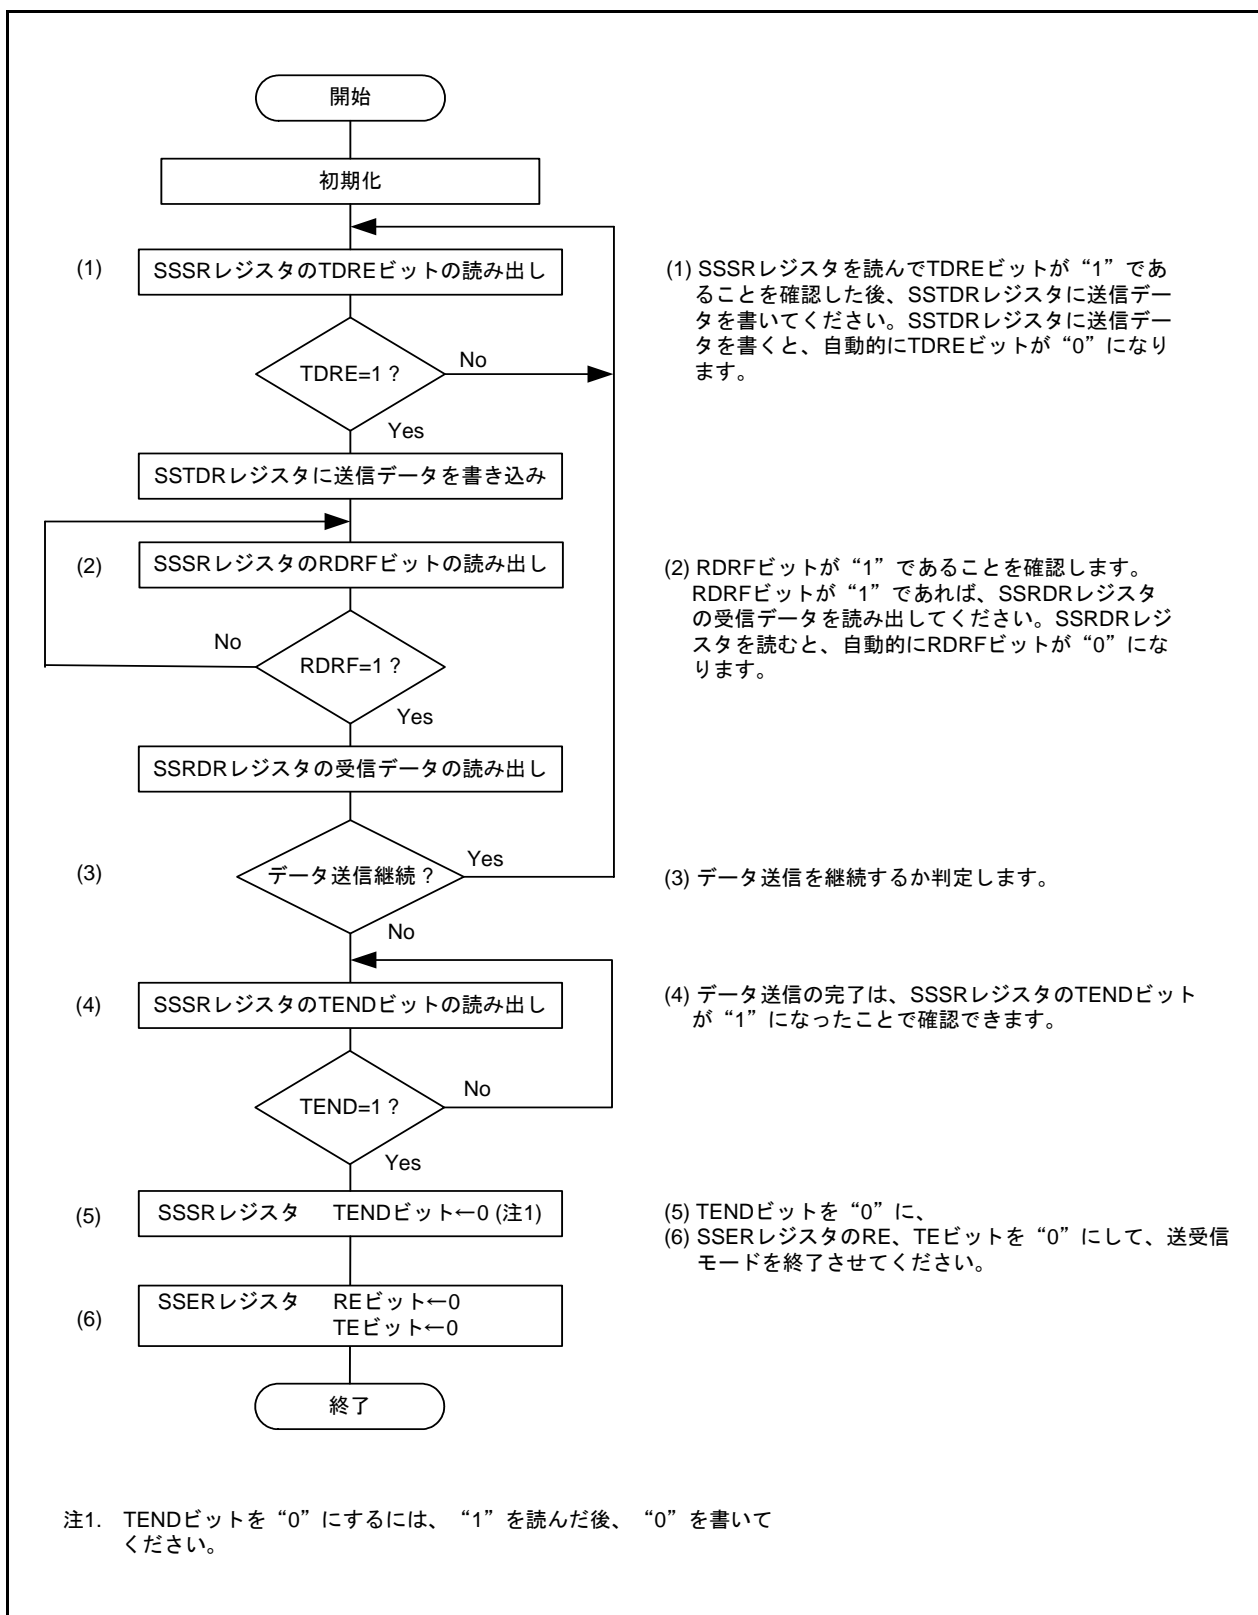 開始
初期化
(1) SSSRレジスタのTDREビットの読み出し
TDRE=1 ?
No
Yes
SSTDRレジスタに送信データを書き込み
(2) SSSRレジスタのRDRFビットの読み出し
No
RDRF=1 ?
Yes
SSRDRレジスタの受信データの読み出し
(3) データ送信継続 ?
Yes
No
(4) SSSRレジスタのTENDビットの読み出し
TEND=1 ?
No
Yes
(5) SSSRレジスタ TENDビット←0 (注1)
(6) SSERレジスタ REビット←0
TEビット←0
終了
(1) SSSRレジスタを読んでTDREビットが“1”であ
ることを確認した後、SSTDRレジスタに送信デー
タを書いてください。SSTDRレジスタに送信デー
タを書くと、自動的にTDREビットが“0”になり
ます。
(2) RDRFビットが“1”であることを確認します。
RDRFビットが“1”であれば、SSRDRレジスタ
の受信データを読み出してください。SSRDRレジ
スタを読むと、自動的にRDRFビットが“0”にな
ります。
(3) データ送信を継続するか判定します。
(4) データ送信の完了は、SSSRレジスタのTENDビット
が“1”になったことで確認できます。
(5) TENDビットを“0”に、
(6) SSERレジスタのRE、TEビットを“0”にして、送受信
モードを終了させてください。
注1. TENDビットを“0”にするには、“1”を読んだ後、“0”を書いて
ください。